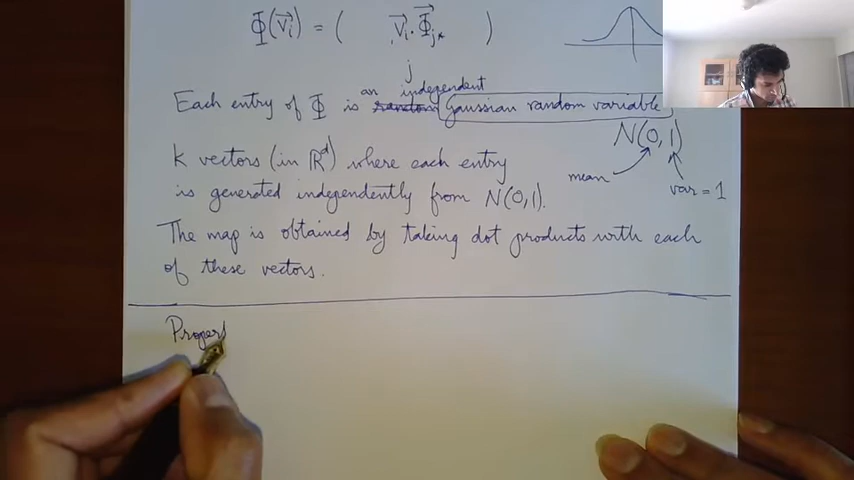 Φ(v⃗ᵢ) = ( v⃗ᵢ · Φ⃗ⱼ* )
j
an independent
Each entry of Φ is random Gaussian random variable
N(0,1)
k vectors (in ℝᵈ) where each entry
mean
var = 1
is generated independently from N(0,1).
The map is obtained by taking dot products with each
of these vectors.
Propert